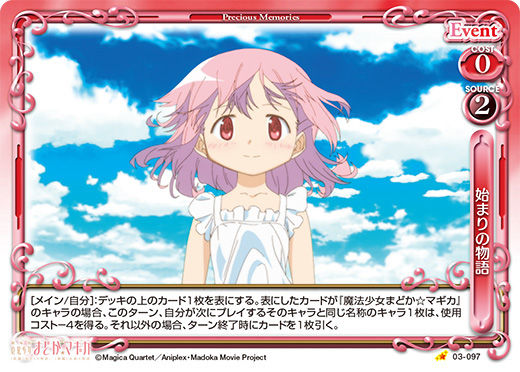 Precious Memories
Event
COST
0
SOURCE
2
始まりの物語
[メイン/自分]:デッキの上のカード1枚を表にする。表にしたカードが『魔法少女まどか☆マギカ』
のキャラの場合、このターン、自分が次にプレイするそのキャラと同じ名称のキャラ1枚は、使用
コスト-4を得る。それ以外の場合、ターン終了時にカードを1枚引く。
まどか☆マギカ
©Magica Quartet／Aniplex・Madoka Movie Project
03-097